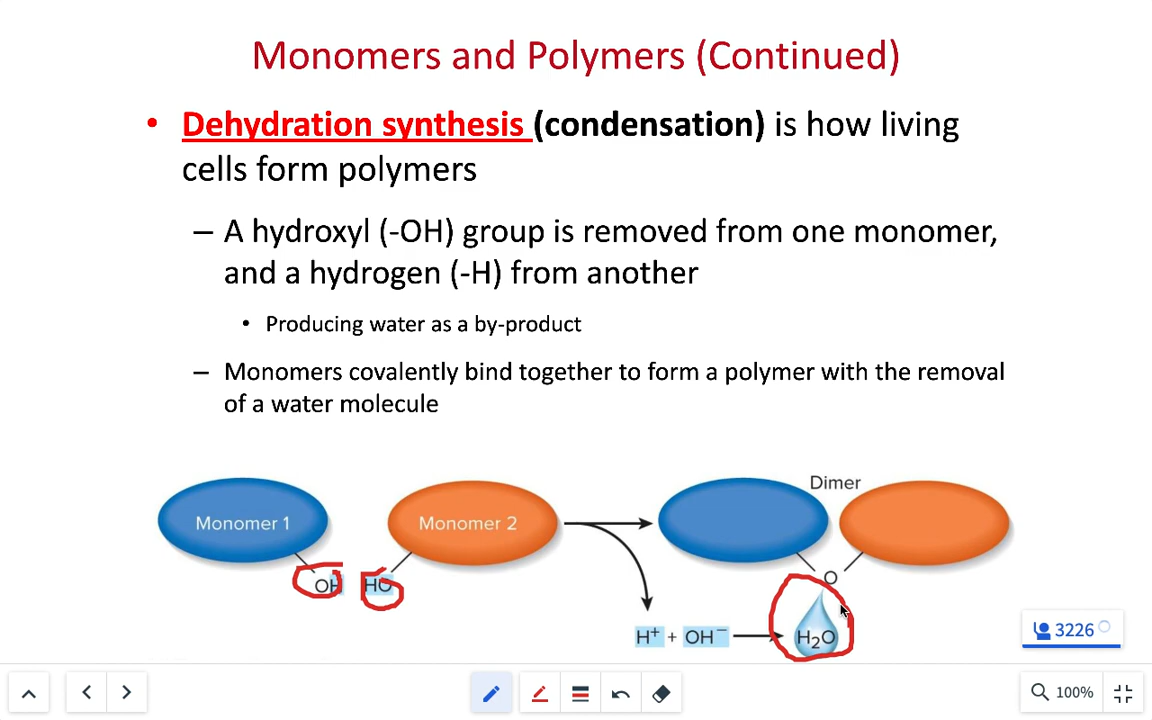 Monomers and Polymers (Continued)
• Dehydration synthesis (condensation) is how living
cells form polymers
– A hydroxyl (-OH) group is removed from one monomer,
and a hydrogen (-H) from another
• Producing water as a by-product
– Monomers covalently bind together to form a polymer with the removal
of a water molecule
Dimer
Monomer 1
Monomer 2
OH
HO
O
H⁺ + OH⁻
H₂O
3226
100%